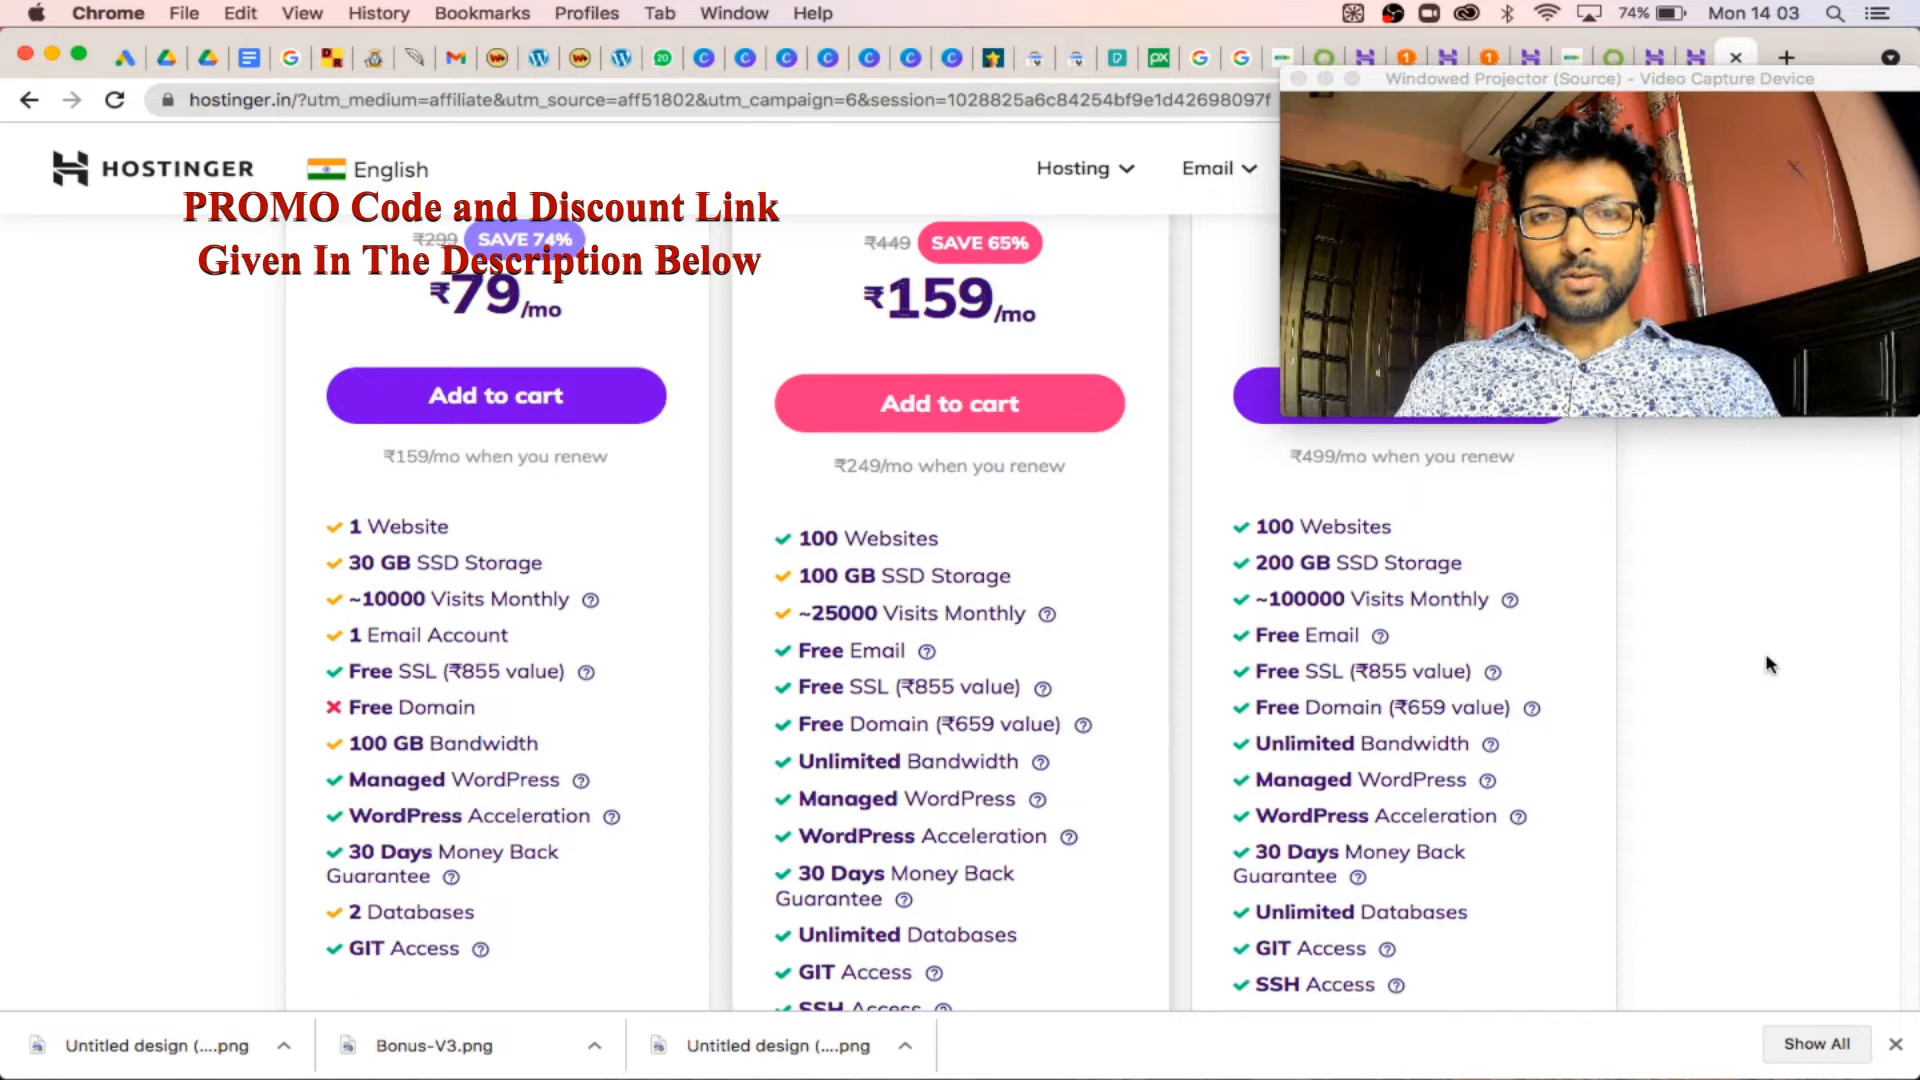 Chrome File Edit View History Bookmarks Profiles Tab Window Help 74% Mon 14 03
Windowed Projector (Source) - Video Capture Device
hostinger.in/?utm_medium=affiliate&utm_source=aff51802&utm_campaign=6&session=1028825a6c84254bf9e1d42698097f
HOSTINGER English Hosting Email
PROMO Code and Discount Link
Given In The Description Below
₹299 SAVE 74%
₹79/mo
Add to cart
₹159/mo when you renew
1 Website
30 GB SSD Storage
~10000 Visits Monthly
1 Email Account
Free SSL (₹855 value)
Free Domain
100 GB Bandwidth
Managed WordPress
WordPress Acceleration
30 Days Money Back
Guarantee
2 Databases
GIT Access
₹449 SAVE 65%
₹159/mo
Add to cart
₹249/mo when you renew
100 Websites
100 GB SSD Storage
~25000 Visits Monthly
Free Email
Free SSL (₹855 value)
Free Domain (₹659 value)
Unlimited Bandwidth
Managed WordPress
WordPress Acceleration
30 Days Money Back
Guarantee
Unlimited Databases
GIT Access
SSH Access
₹499/mo when you renew
100 Websites
200 GB SSD Storage
~100000 Visits Monthly
Free Email
Free SSL (₹855 value)
Free Domain (₹659 value)
Unlimited Bandwidth
Managed WordPress
WordPress Acceleration
30 Days Money Back
Guarantee
Unlimited Databases
GIT Access
SSH Access
Untitled design (....png Bonus-V3.png Untitled design (....png Show All